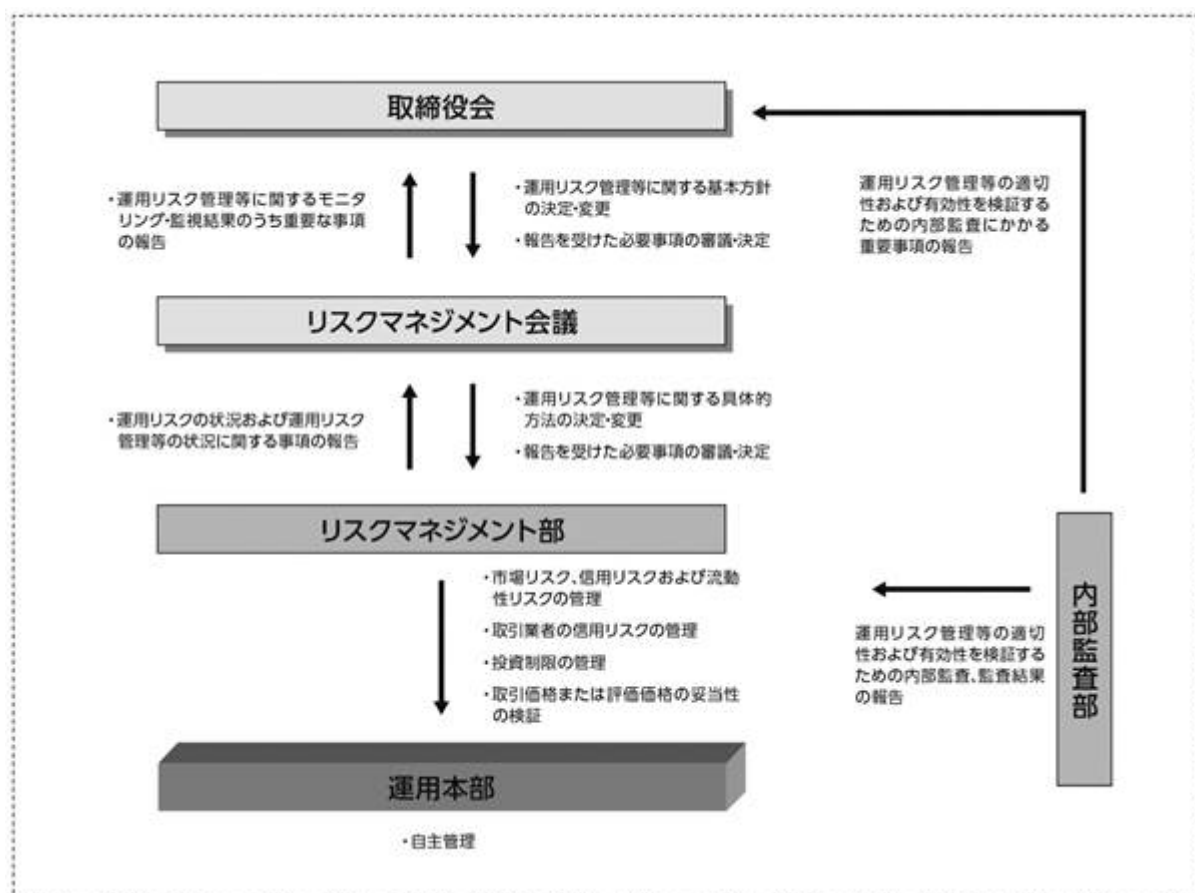 取締役会
・運用リスク管理等に関するモニタ
リング・監視結果のうち重要な事項
の報告
・運用リスク管理等に関する基本方針
の決定・変更
・報告を受けた必要事項の審議・決定
運用リスク管理等の適切
性および有効性を検証する
ための内部監査にかかる
重要事項の報告
リスクマネジメント会議
・運用リスクの状況および運用リスク
管理等の状況に関する事項の報告
・運用リスク管理等に関する具体的
方法の決定・変更
・報告を受けた必要事項の審議・決定
リスクマネジメント部
・市場リスク、信用リスクおよび流動
性リスクの管理
・取引業者の信用リスクの管理
・投資制限の管理
・取引価格または評価価格の妥当性
の検証
運用リスク管理等の適切
性および有効性を検証する
ための内部監査、監査結果
の報告
内部監査部
運用本部
・自主管理